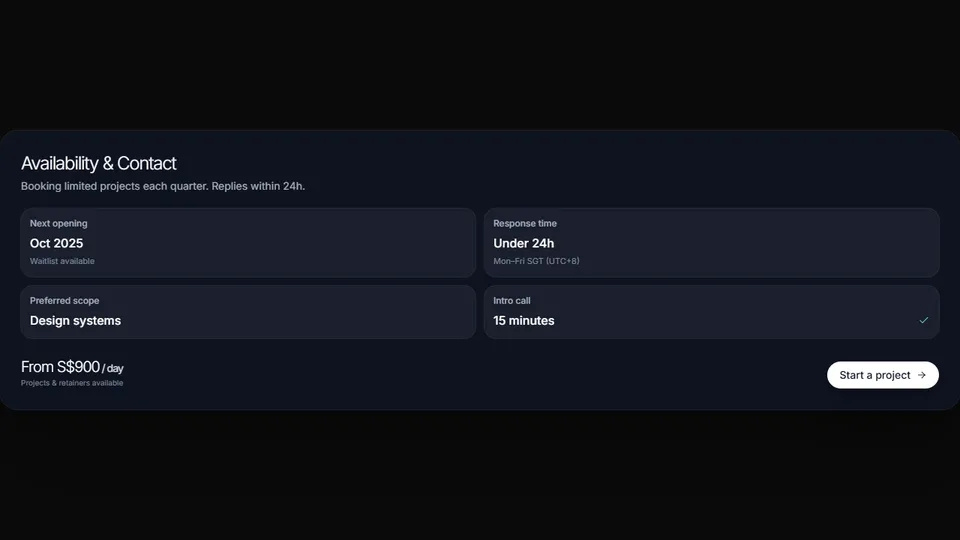 Availability & Contact
Booking limited projects each quarter. Replies within 24h.
Next opening
Oct 2025
Waitlist available
Response time
Under 24h
Mon–Fri SGT (UTC+8)
Preferred scope
Design systems
Intro call
15 minutes
From S$900 / day
Projects & retainers available
Start a project